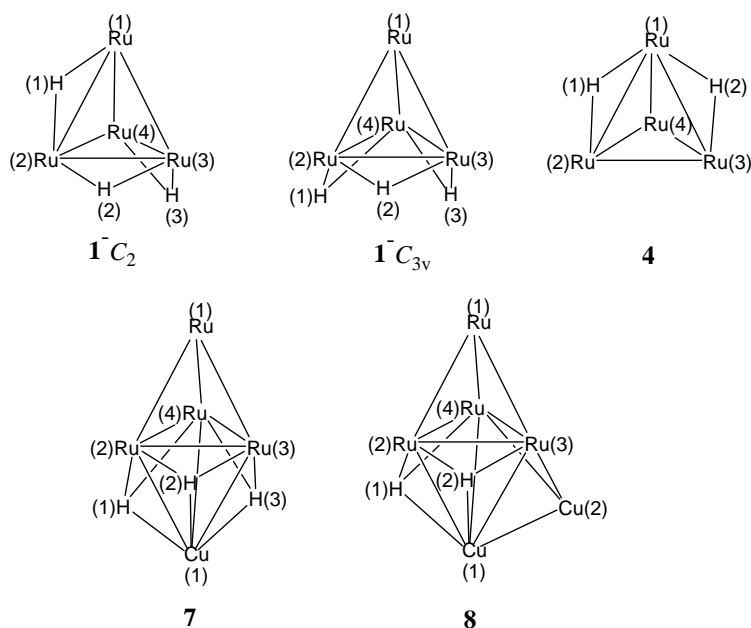 (1)
Ru
(1)H
Ru(4)
(2)Ru
Ru(3)
H
(2)
H
(3)
1⁻C₂
(1)
Ru
(4)Ru
(2)Ru
Ru(3)
(1)H
H
(2)
H
(3)
1⁻C₃ᵥ
(1)
Ru
(1)H
H(2)
Ru(4)
(2)Ru
Ru(3)
4
(1)
Ru
(4)Ru
(2)Ru
Ru(3)
(2)H
(1)H
H(3)
Cu
(1)
7
(1)
Ru
(4)Ru
(2)Ru
Ru(3)
(2)H
(1)H
Cu(2)
Cu
(1)
8